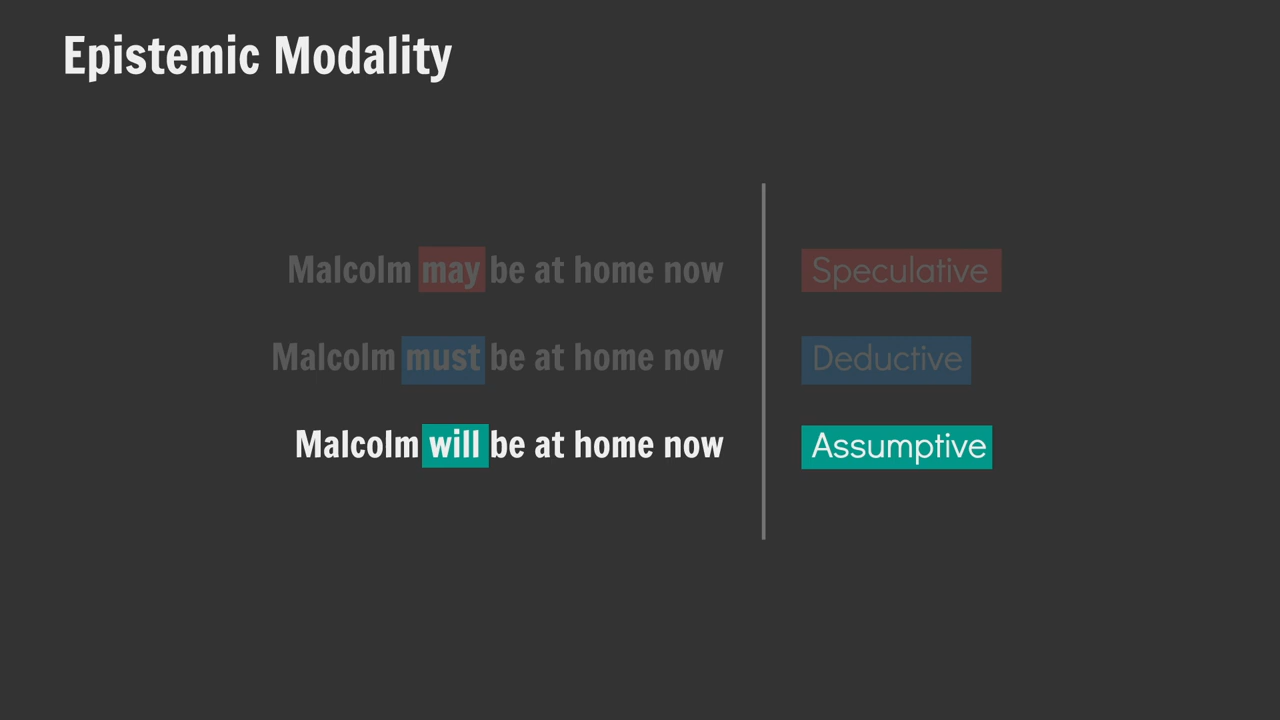 Epistemic Modality
Malcolm may be at home now
Speculative
Malcolm must be at home now
Deductive
Malcolm will be at home now
Assumptive